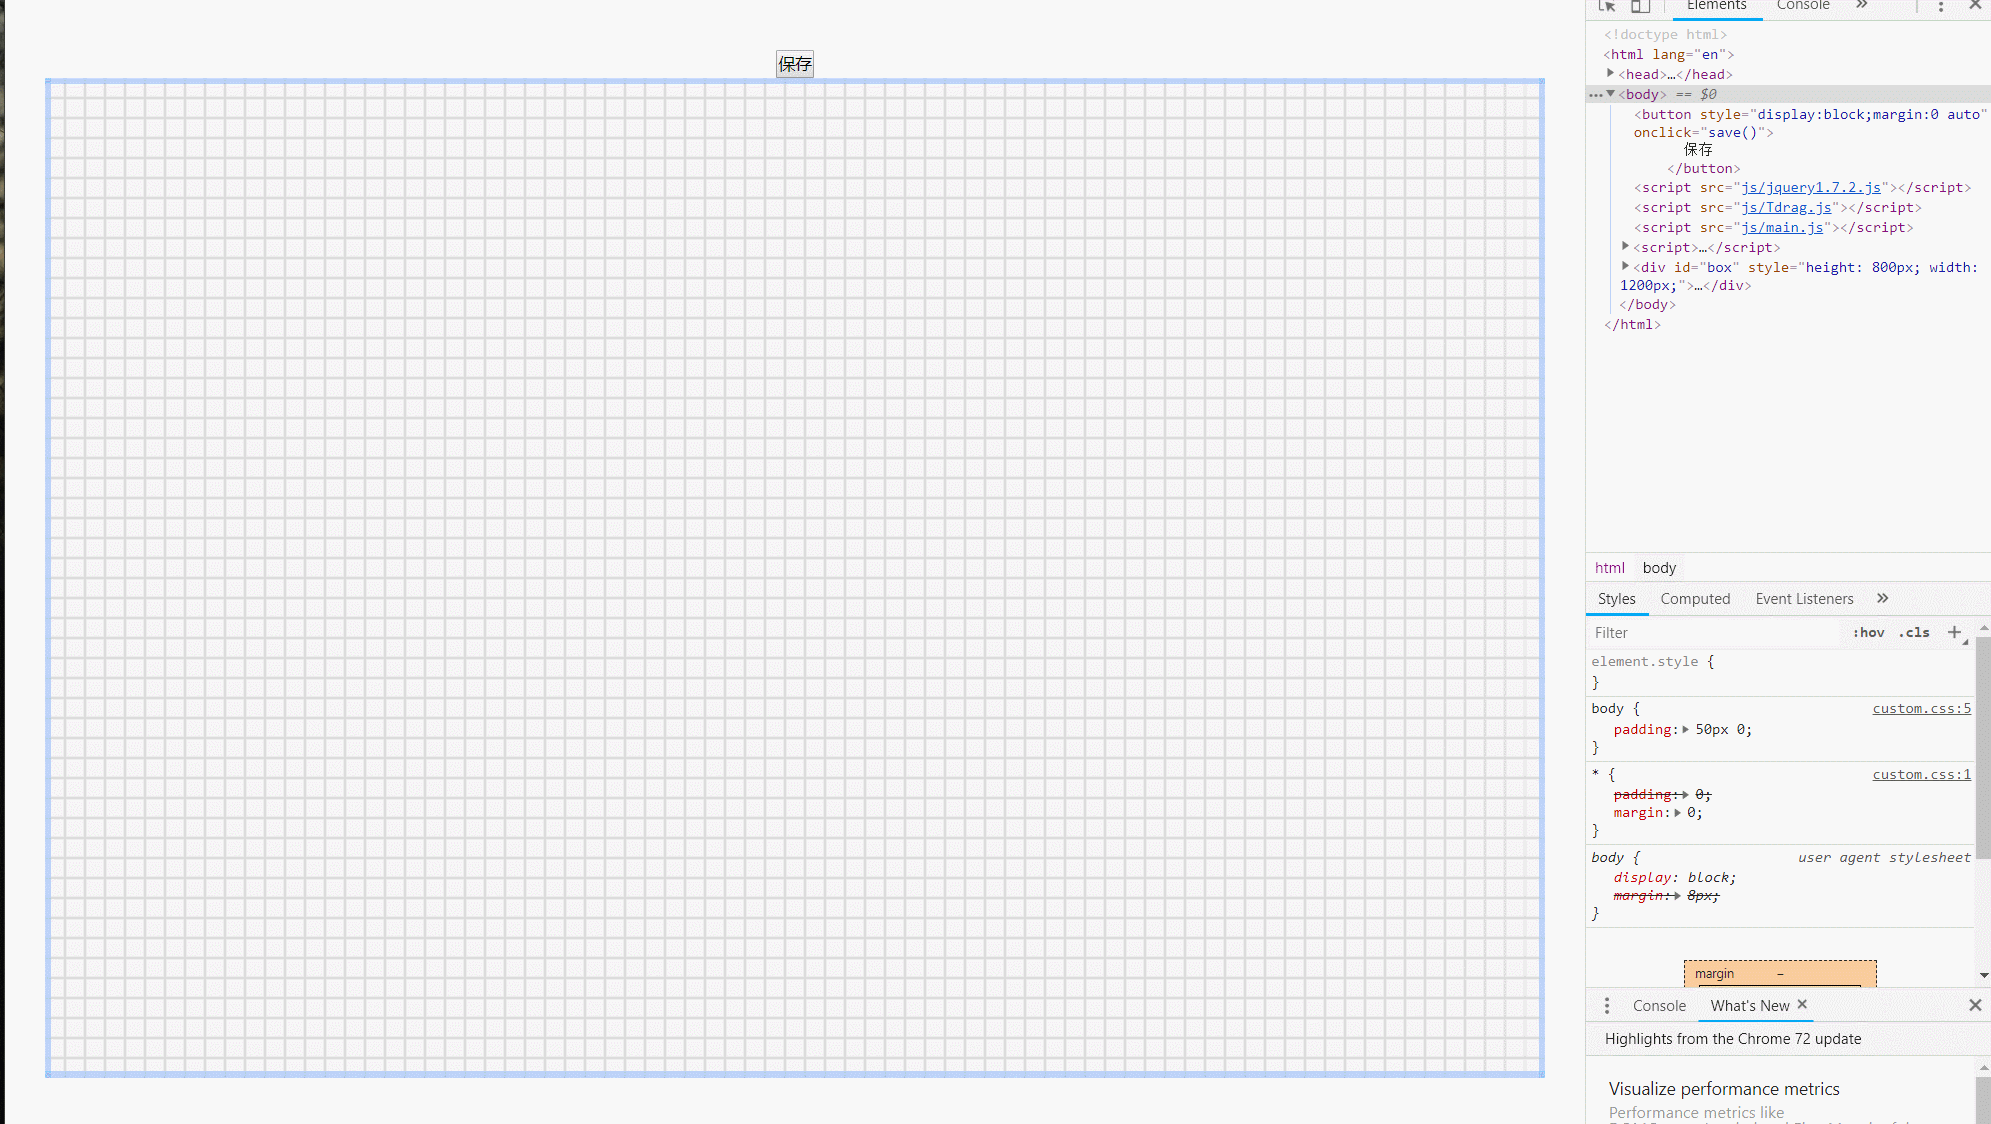 保存
Elements Console »
<!doctype html>
<html lang="en">
<head>…</head>
<body> == $0
<button style="display:block;margin:0 auto"
onclick="save()">
保存
</button>
<script src="js/jquery1.7.2.js"></script>
<script src="js/Tdrag.js"></script>
<script src="js/main.js"></script>
<script>…</script>
<div id="box" style="height: 800px; width:
1200px;">…</div>
</body>
</html>
html body
Styles Computed Event Listeners »
Filter :hov .cls +
element.style {
}
body { custom.css:5
padding: 50px 0;
}
* { custom.css:1
padding: 0;
margin: 0;
}
body { user agent stylesheet
display: block;
margin: 8px;
}
margin –
Console What's New ×
Highlights from the Chrome 72 update
Visualize performance metrics
Performance metrics like